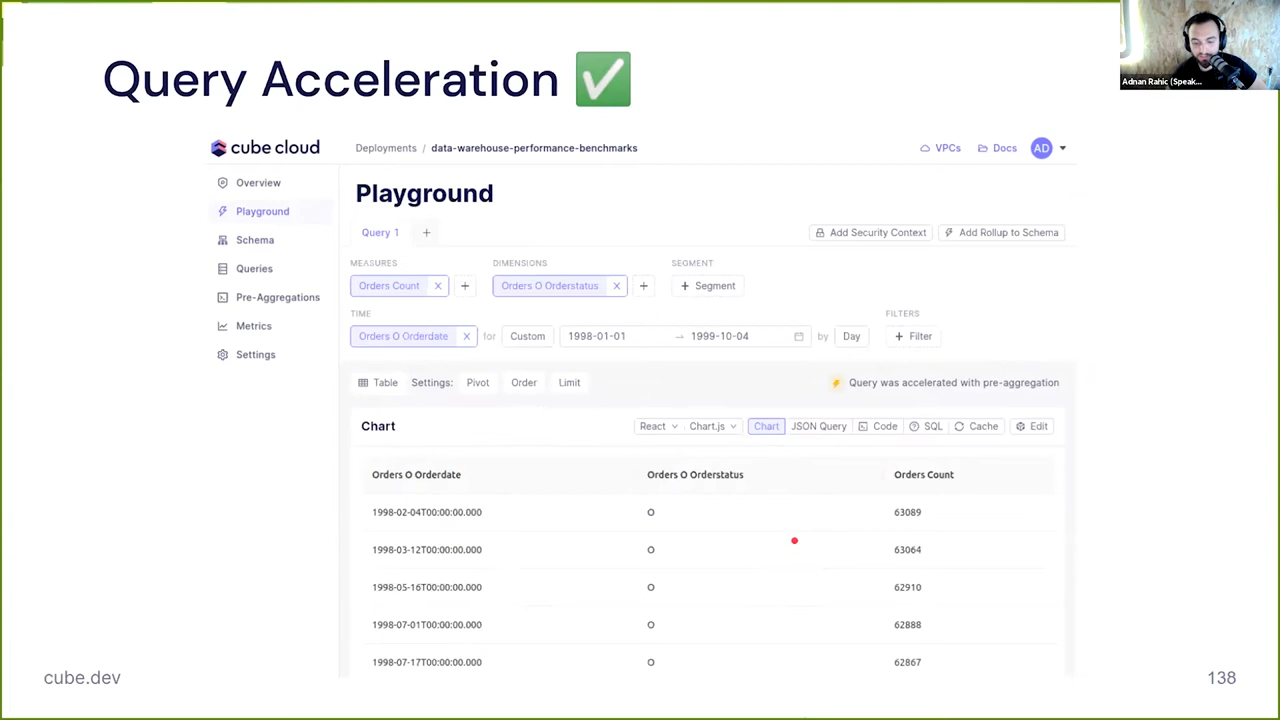 Query Acceleration ✅
Adnan Rahic (Speak...
cube cloud
Deployments / data-warehouse-performance-benchmarks
VPCs
Docs
AD
Overview
Playground
Schema
Queries
Pre-Aggregations
Metrics
Settings
Playground
Query 1
+
Add Security Context
Add Rollup to Schema
MEASURES
DIMENSIONS
SEGMENT
Orders Count
+
Orders O Orderstatus
+
+ Segment
TIME
FILTERS
Orders O Orderdate
for
Custom
1998-01-01 → 1999-10-04
by
Day
+ Filter
Table
Settings:
Pivot
Order
Limit
Query was accelerated with pre-aggregation
Chart
React
Chart.js
Chart
JSON Query
Code
SQL
Cache
Edit
Orders O Orderdate Orders O Orderstatus Orders Count
1998-02-04T00:00:00.000 O 63089
1998-03-12T00:00:00.000 O 63064
1998-05-16T00:00:00.000 O 62910
1998-07-01T00:00:00.000 O 62888
1998-07-17T00:00:00.000 O 62867
cube.dev
138